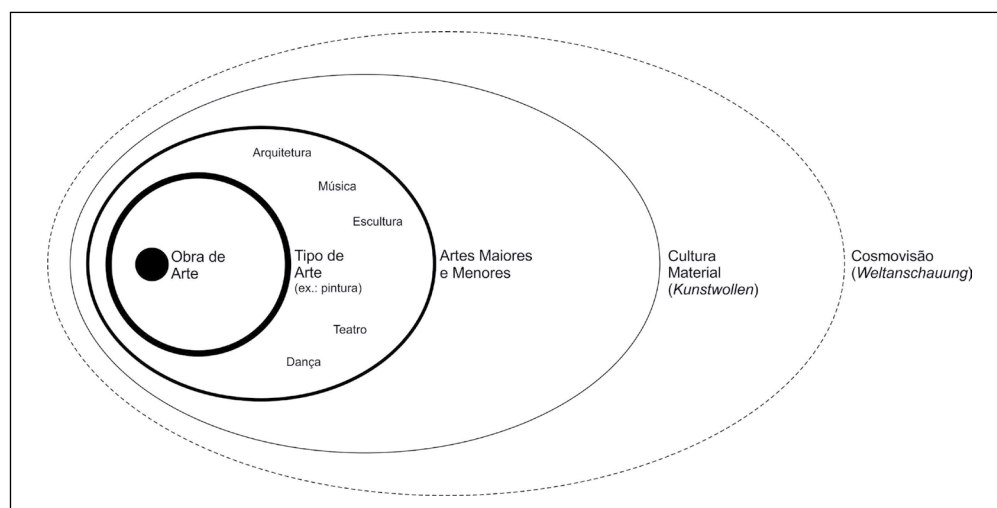 Arquitetura
Música
Escultura
Obra de
Arte
Tipo de
Arte
(ex.: pintura)
Artes Maiores
e Menores
Cultura
Material
(Kunstwollen)
Cosmovisão
(Weltanschauung)
Teatro
Dança